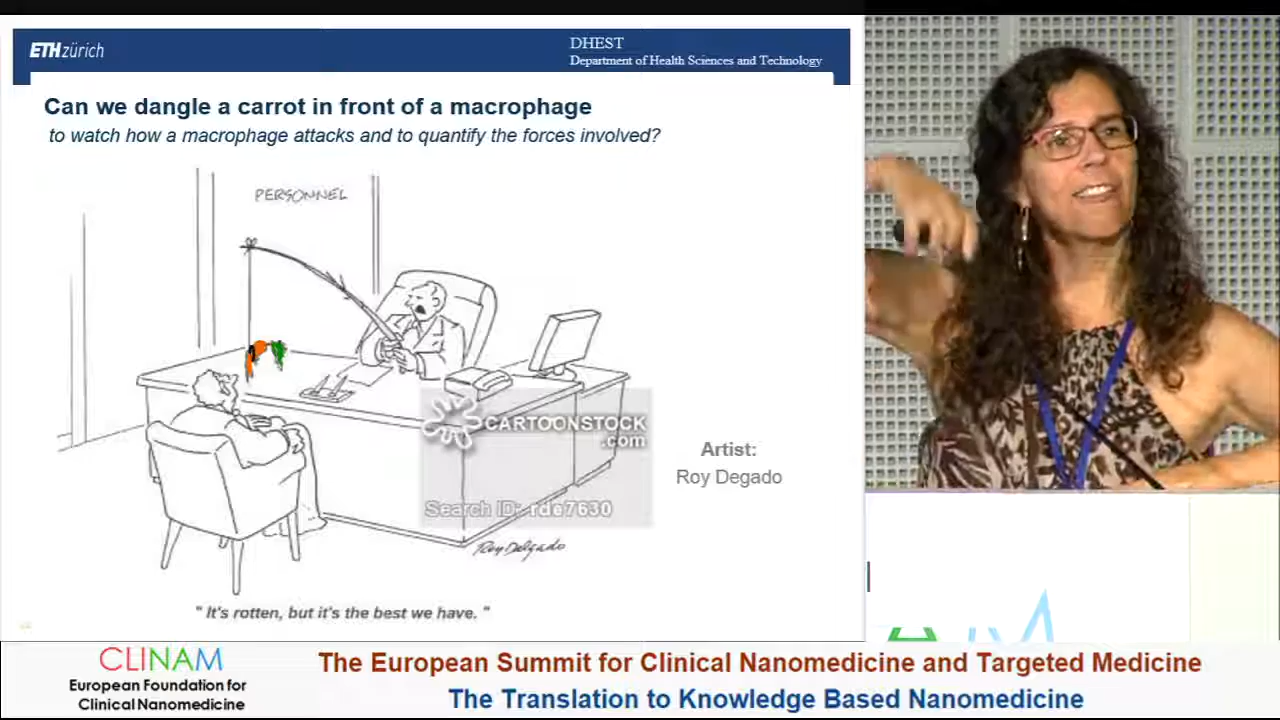 ETH zürich
DHEST
Department of Health Sciences and Technology
Can we dangle a carrot in front of a macrophage
to watch how a macrophage attacks and to quantify the forces involved?
PERSONNEL
CARTOONSTOCK
.com
Artist:
Roy Degado
Search ID: rde7630
Roy Delgado
" It's rotten, but it's the best we have. "
CLINAM
European Foundation for
Clinical Nanomedicine
The European Summit for Clinical Nanomedicine and Targeted Medicine
The Translation to Knowledge Based Nanomedicine